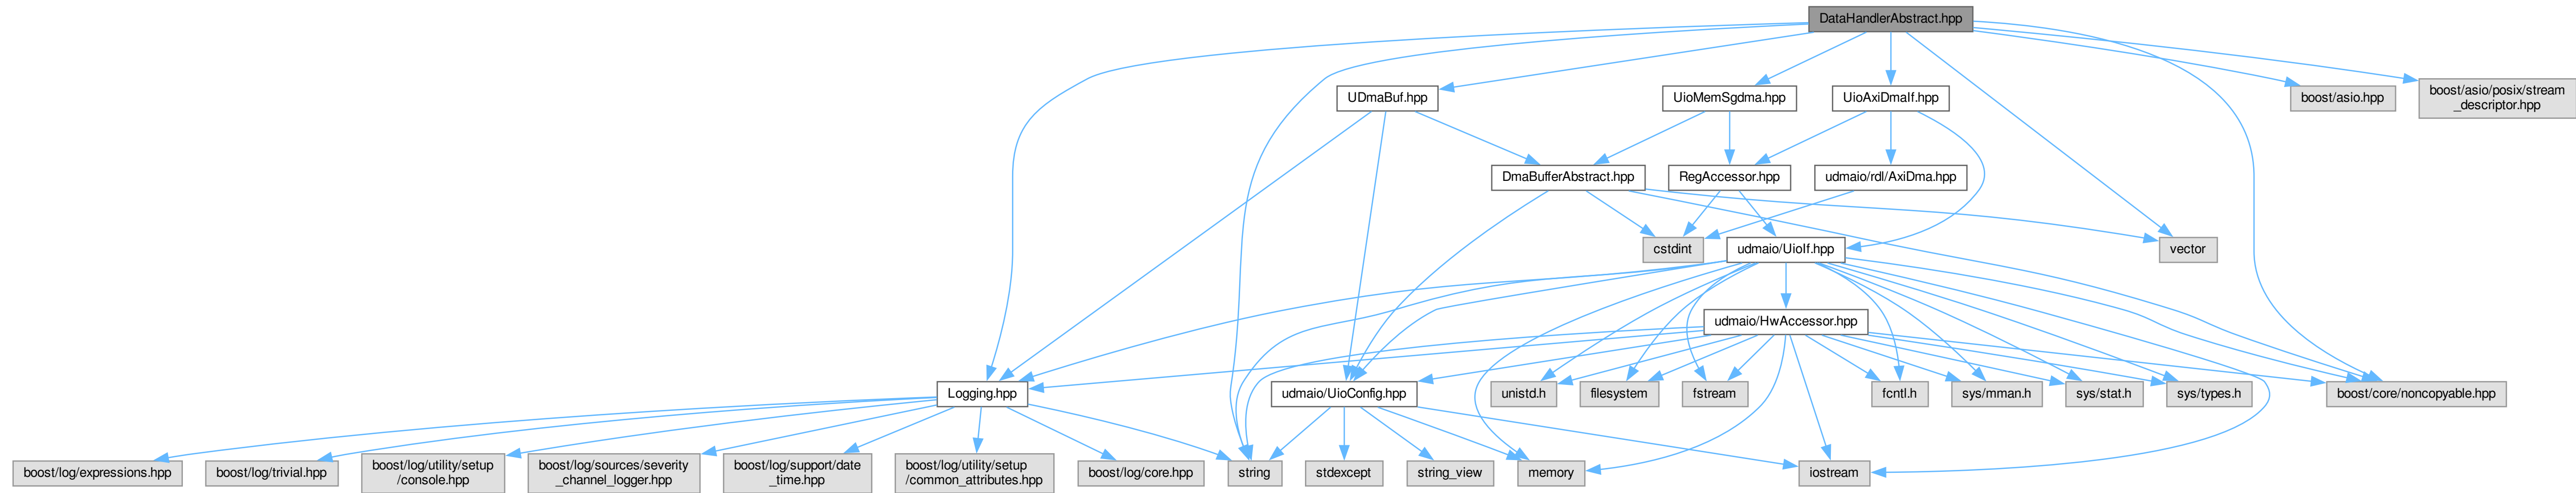 DataHandlerAbstract.hpp
UDmaBuf.hpp
UioMemSgdma.hpp
UioAxiDmaIf.hpp
boost/asio.hpp
boost/asio/posix/stream
_descriptor.hpp
DmaBufferAbstract.hpp
RegAccessor.hpp
udmaio/rdl/AxiDma.hpp
cstdint
udmaio/UioIf.hpp
vector
udmaio/HwAccessor.hpp
Logging.hpp
udmaio/UioConfig.hpp
unistd.h
filesystem
fstream
fcntl.h
sys/mman.h
sys/stat.h
sys/types.h
boost/core/noncopyable.hpp
boost/log/expressions.hpp
boost/log/trivial.hpp
boost/log/utility/setup
/console.hpp
boost/log/sources/severity
_channel_logger.hpp
boost/log/support/date
_time.hpp
boost/log/utility/setup
/common_attributes.hpp
boost/log/core.hpp
string
stdexcept
string_view
memory
iostream